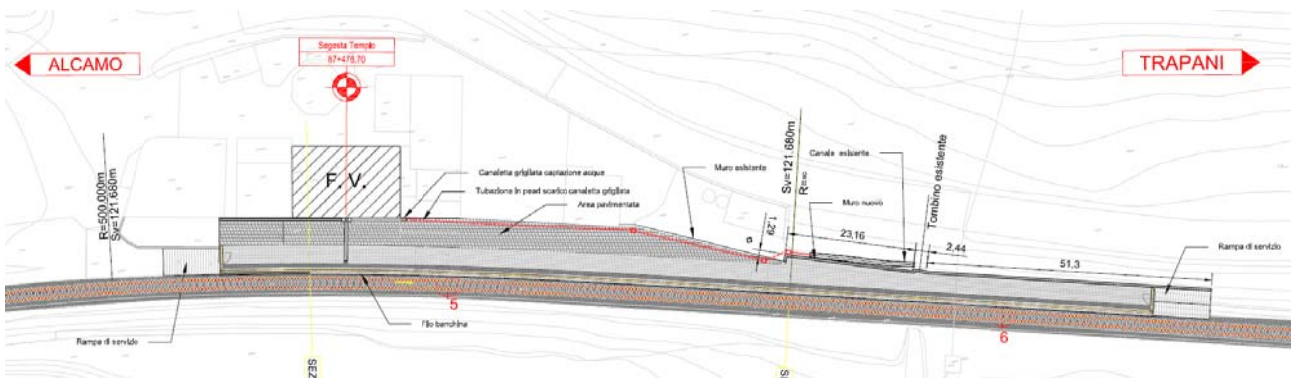 Segesta Templo
87+476,70
ALCAMO
TRAPANI
R=500,000m
Sv=121.680m
F. V.
Canaletta grigliata captazione acque
Tubazione in pead scarico canaletta grigliata
Area pavimentata
Muro esistente
Sv=121.680m
Canale esistente
Muro nuovo
Tombino esistente
1,29
23,16
2,44
51,3
Rampa di servizio
5
6
Filo banchina
Rampa di servizio
SEZ